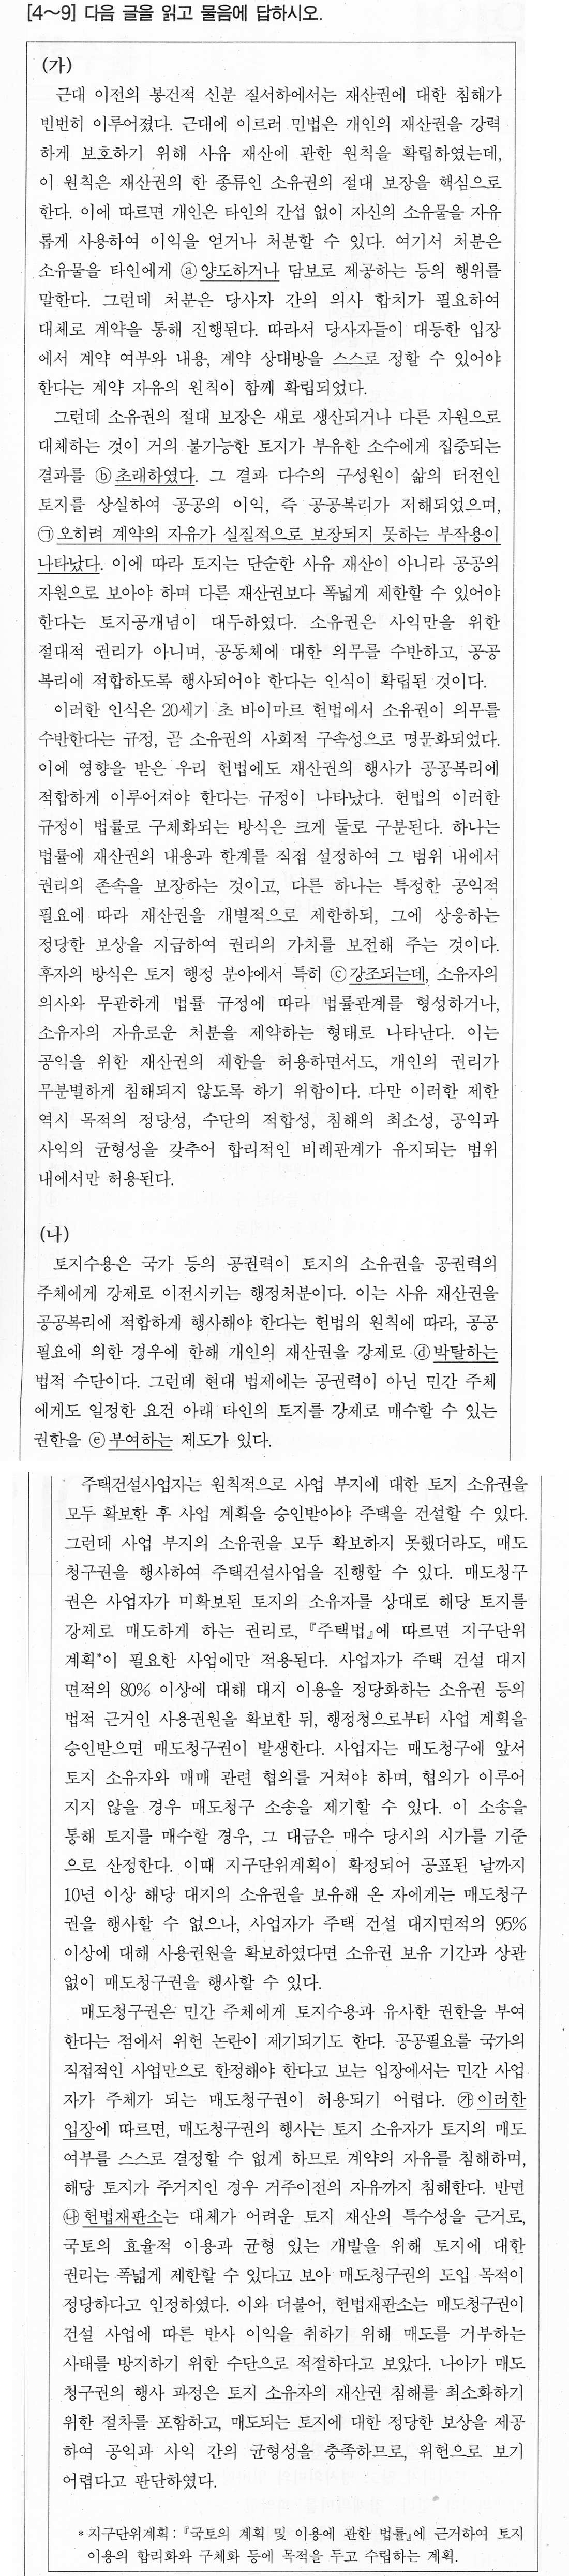 [4~9] 다음 글을 읽고 물음에 답하시오.
(가)
근대 이전의 봉건적 신분 질서하에서는 재산권에 대한 침해가
빈번히 이루어졌다. 근대에 이르러 민법은 개인의 재산권을 강력
하게 보호하기 위해 사유 재산에 관한 원칙을 확립하였는데,
이 원칙은 재산권의 한 종류인 소유권의 절대 보장을 핵심으로
한다. 이에 따르면 개인은 타인의 간섭 없이 자신의 소유물을 자유
롭게 사용하여 이익을 얻거나 처분할 수 있다. 여기서 처분은
소유물을 타인에게 ⓐ양도하거나 담보로 제공하는 등의 행위를
말한다. 그런데 처분은 당사자 간의 의사 합치가 필요하여
대체로 계약을 통해 진행된다. 따라서 당사자들이 대등한 입장
에서 계약 여부와 내용, 계약 상대방을 스스로 정할 수 있어야
한다는 계약 자유의 원칙이 함께 확립되었다.
그런데 소유권의 절대 보장은 새로 생산되거나 다른 자원으로
대체하는 것이 거의 불가능한 토지가 부유한 소수에게 집중되는
결과를 ⓑ초래하였다. 그 결과 다수의 구성원이 삶의 터전인
토지를 상실하여 공공의 이익, 즉 공공복리가 저해되었으며,
㉠오히려 계약의 자유가 실질적으로 보장되지 못하는 부작용이
나타났다. 이에 따라 토지는 단순한 사유 재산이 아니라 공공의
자원으로 보아야 하며 다른 재산권보다 폭넓게 제한할 수 있어야
한다는 토지공개념이 대두하였다. 소유권은 사익만을 위한
절대적 권리가 아니며, 공동체에 대한 의무를 수반하고, 공공
복리에 적합하도록 행사되어야 한다는 인식이 확립된 것이다.
이러한 인식은 20세기 초 바이마르 헌법에서 소유권이 의무를
수반한다는 규정, 곧 소유권의 사회적 구속성으로 명문화되었다.
이에 영향을 받은 우리 헌법에도 재산권의 행사가 공공복리에
적합하게 이루어져야 한다는 규정이 나타났다. 헌법의 이러한
규정이 법률로 구체화되는 방식은 크게 둘로 구분된다. 하나는
법률에 재산권의 내용과 한계를 직접 설정하여 그 범위 내에서
권리의 존속을 보장하는 것이고, 다른 하나는 특정한 공익적
필요에 따라 재산권을 개별적으로 제한하되, 그에 상응하는
정당한 보상을 지급하여 권리의 가치를 보전해 주는 것이다.
후자의 방식은 토지 행정 분야에서 특히 ⓒ강조되는데, 소유자의
의사와 무관하게 법률 규정에 따라 법률관계를 형성하거나,
소유자의 자유로운 처분을 제약하는 형태로 나타난다. 이는
공익을 위한 재산권의 제한을 허용하면서도, 개인의 권리가
무분별하게 침해되지 않도록 하기 위함이다. 다만 이러한 제한
역시 목적의 정당성, 수단의 적합성, 침해의 최소성, 공익과
사익의 균형성을 갖추어 합리적인 비례관계가 유지되는 범위
내에서만 허용된다.
(나)
토지수용은 국가 등의 공권력이 토지의 소유권을 공권력의
주체에게 강제로 이전시키는 행정처분이다. 이는 사유 재산권을
공공복리에 적합하게 행사해야 한다는 헌법의 원칙에 따라, 공공
필요에 의한 경우에 한해 개인의 재산권을 강제로 ⓓ박탈하는
법적 수단이다. 그런데 현대 법제에는 공권력이 아닌 민간 주체
에게도 일정한 요건 아래 타인의 토지를 강제로 매수할 수 있는
권한을 ⓔ부여하는 제도가 있다.
주택건설사업자는 원칙적으로 사업 부지에 대한 토지 소유권을
모두 확보한 후 사업 계획을 승인받아야 주택을 건설할 수 있다.
그런데 사업 부지의 소유권을 모두 확보하지 못했더라도, 매도
청구권을 행사하여 주택건설사업을 진행할 수 있다. 매도청구
권은 사업자가 미확보된 토지의 소유자를 상대로 해당 토지를
강제로 매도하게 하는 권리로, 『주택법』에 따르면 지구단위
계획*이 필요한 사업에만 적용된다. 사업자가 주택 건설 대지
면적의 80% 이상에 대해 대지 이용을 정당화하는 소유권 등의
법적 근거인 사용권원을 확보한 뒤, 행정청으로부터 사업 계획을
승인받으면 매도청구권이 발생한다. 사업자는 매도청구에 앞서
토지 소유자와 매매 관련 협의를 거쳐야 하며, 협의가 이루어
지지 않을 경우 매도청구 소송을 제기할 수 있다. 이 소송을
통해 토지를 매수할 경우, 그 대금은 매수 당시의 시가를 기준
으로 산정한다. 이때 지구단위계획이 확정되어 공표된 날까지
10년 이상 해당 대지의 소유권을 보유해 온 자에게는 매도청구
권을 행사할 수 없으나, 사업자가 주택 건설 대지면적의 95%
이상에 대해 사용권원을 확보하였다면 소유권 보유 기간과 상관
없이 매도청구권을 행사할 수 있다.
매도청구권은 민간 주체에게 토지수용과 유사한 권한을 부여
한다는 점에서 위헌 논란이 제기되기도 한다. 공공필요를 국가의
직접적인 사업만으로 한정해야 한다고 보는 입장에서는 민간 사업
자가 주체가 되는 매도청구권이 허용되기 어렵다. ㉮이러한
입장에 따르면, 매도청구권의 행사는 토지 소유자가 토지의 매도
여부를 스스로 결정할 수 없게 하므로 계약의 자유를 침해하며,
해당 토지가 주거지인 경우 거주이전의 자유까지 침해한다. 반면
㉯헌법재판소는 대체가 어려운 토지 재산의 특수성을 근거로,
국토의 효율적 이용과 균형 있는 개발을 위해 토지에 대한
권리는 폭넓게 제한할 수 있다고 보아 매도청구권의 도입 목적이
정당하다고 인정하였다. 이와 더불어, 헌법재판소는 매도청구권이
건설 사업에 따른 반사 이익을 취하기 위해 매도를 거부하는
사태를 방지하기 위한 수단으로 적절하다고 보았다. 나아가 매도
청구권의 행사 과정은 토지 소유자의 재산권 침해를 최소화하기
위한 절차를 포함하고, 매도되는 토지에 대한 정당한 보상을 제공
하여 공익과 사익 간의 균형성을 충족하므로, 위헌으로 보기
어렵다고 판단하였다.
* 지구단위계획 : 『국토의 계획 및 이용에 관한 법률』에 근거하여 토지
이용의 합리화와 구체화 등에 목적을 두고 수립하는 계획.